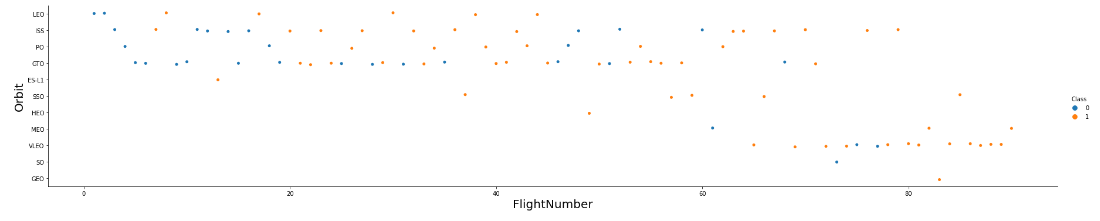 LEO
ISS
PO
GTO
ES-L1
SSO
HEO
MEO
VLEO
SO
GEO
Orbit
0 20 40 60 80
FlightNumber
Class
0
1